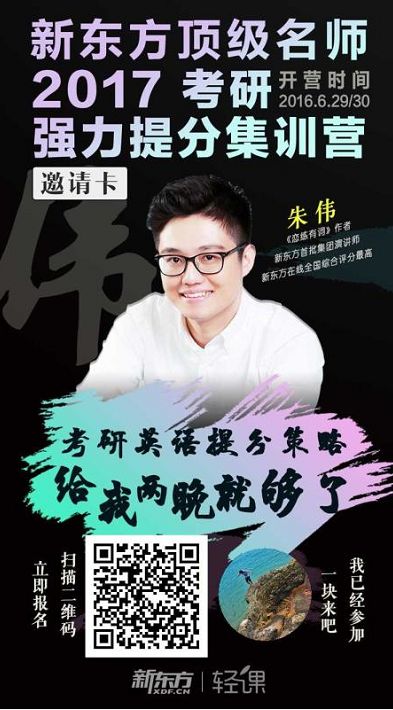 新东方顶级名师
2017 考研
开营时间
2016.6.29/30
强力提分集训营
邀请卡
伟
朱伟
《恋练有词》作者
新东方首批集团演讲师
新东方在线全国综合评分最高
考研英语提分策略
给我两晚就够了
立即报名
扫描二维码
我已经参加
一块来吧
新东方
XDF.CN
轻课